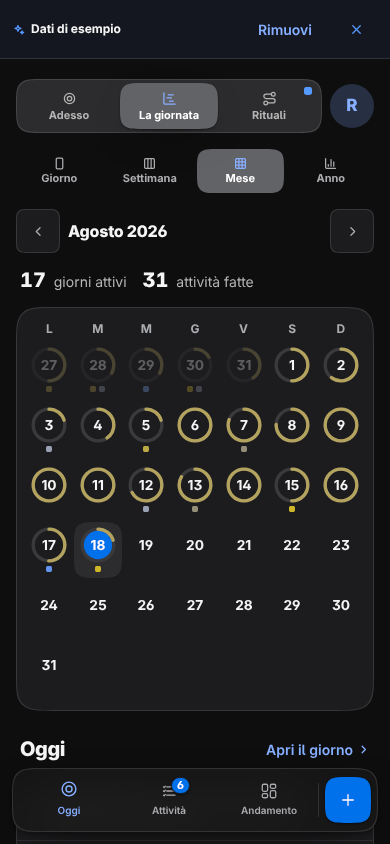 Dati di esempio
Rimuovi
Adesso
La giornata
Rituali
R
Giorno
Settimana
Mese
Anno
Agosto 2026
17 giorni attivi 31 attività fatte
L M M G V S D
27 28 29 30 31 1 2
3 4 5 6 7 8 9
10 11 12 13 14 15 16
17 18 19 20 21 22 23
24 25 26 27 28 29 30
31
Oggi
Apri il giorno
6
Oggi
Attività
Andamento